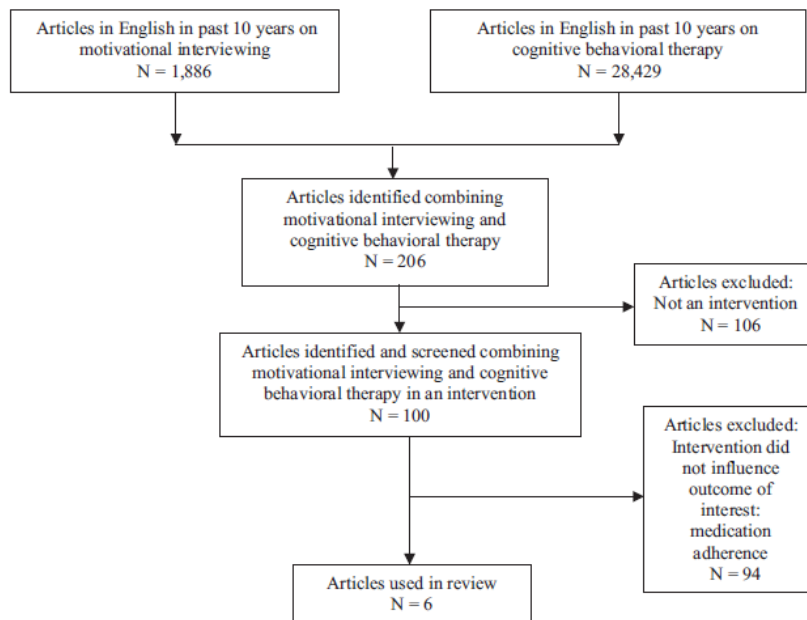 Articles in English in past 10 years on
motivational interviewing
N = 1,886
Articles in English in past 10 years on
cognitive behavioral therapy
N = 28,429
Articles identified combining
motivational interviewing and
cognitive behavioral therapy
N = 206
Articles excluded:
Not an intervention
N = 106
Articles identified and screened combining
motivational interviewing and cognitive
behavioral therapy in an intervention
N = 100
Articles excluded:
Intervention did
not influence
outcome of
interest:
medication
adherence
N = 94
Articles used in review
N = 6